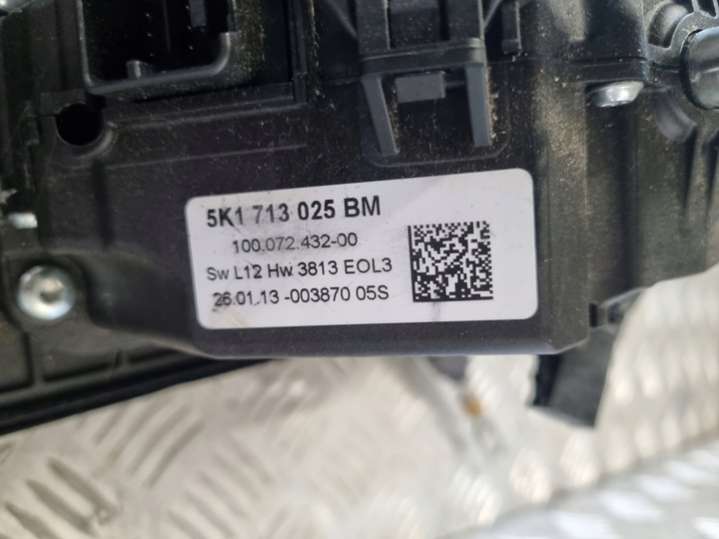 5K1 713 025 BM
100.072.432-00
Sw L12 Hw 3813 EOL3
26.01.13 -003870 05S